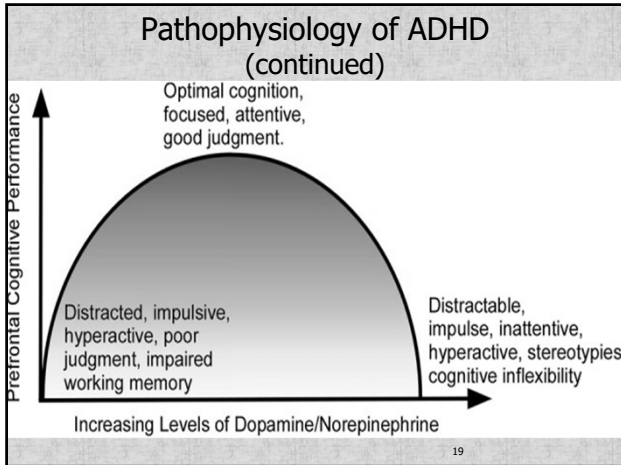 Pathophysiology of ADHD
(continued)
Optimal cognition,
focused, attentive,
good judgment.
Prefrontal Cognitive Performance
Distracted, impulsive,
hyperactive, poor
judgment, impaired
working memory
Distractable,
impulse, inattentive,
hyperactive, stereotypies
cognitive inflexibility
Increasing Levels of Dopamine/Norepinephrine
19